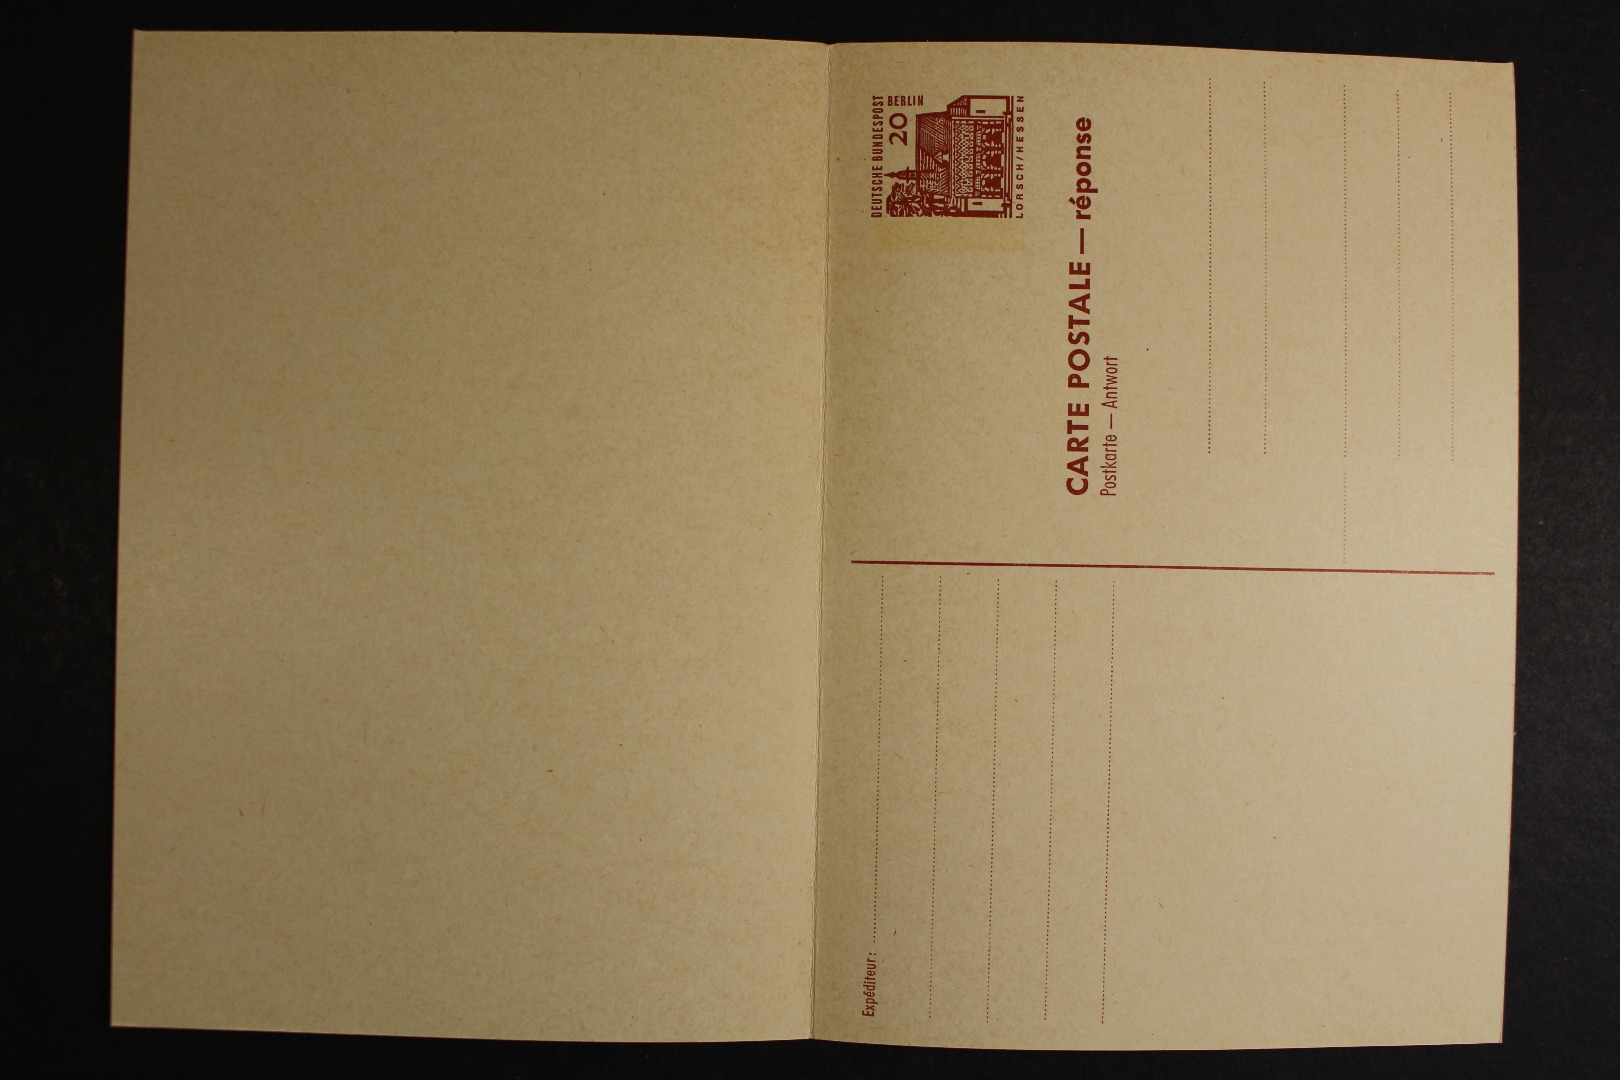 DEUTSCHE BUNDESPOST
BERLIN
20
LORSCH/HESSEN
CARTE POSTALE — réponse
Postkarte — Antwort
Expéditeur: